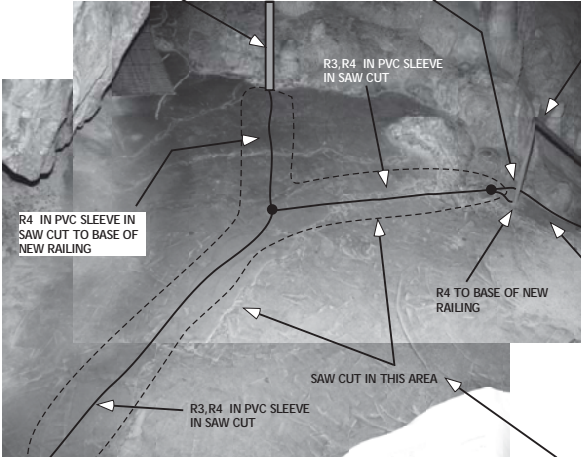 R3,R4 IN PVC SLEEVE
IN SAW CUT
R4 IN PVC SLEEVE IN
SAW CUT TO BASE OF
NEW RAILING
R4 TO BASE OF NEW
RAILING
SAW CUT IN THIS AREA
R3,R4 IN PVC SLEEVE
IN SAW CUT